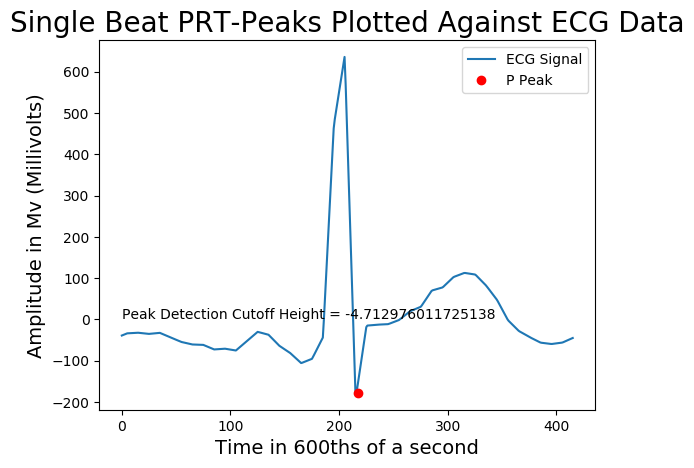 Single Beat PRT-Peaks Plotted Against ECG Data
ECG Signal
P Peak
Amplitude in Mv (Millivolts)
600
500
400
300
200
100
0
−100
−200
Peak Detection Cutoff Height = -4.712976011725138
0 100 200 300 400
Time in 600ths of a second